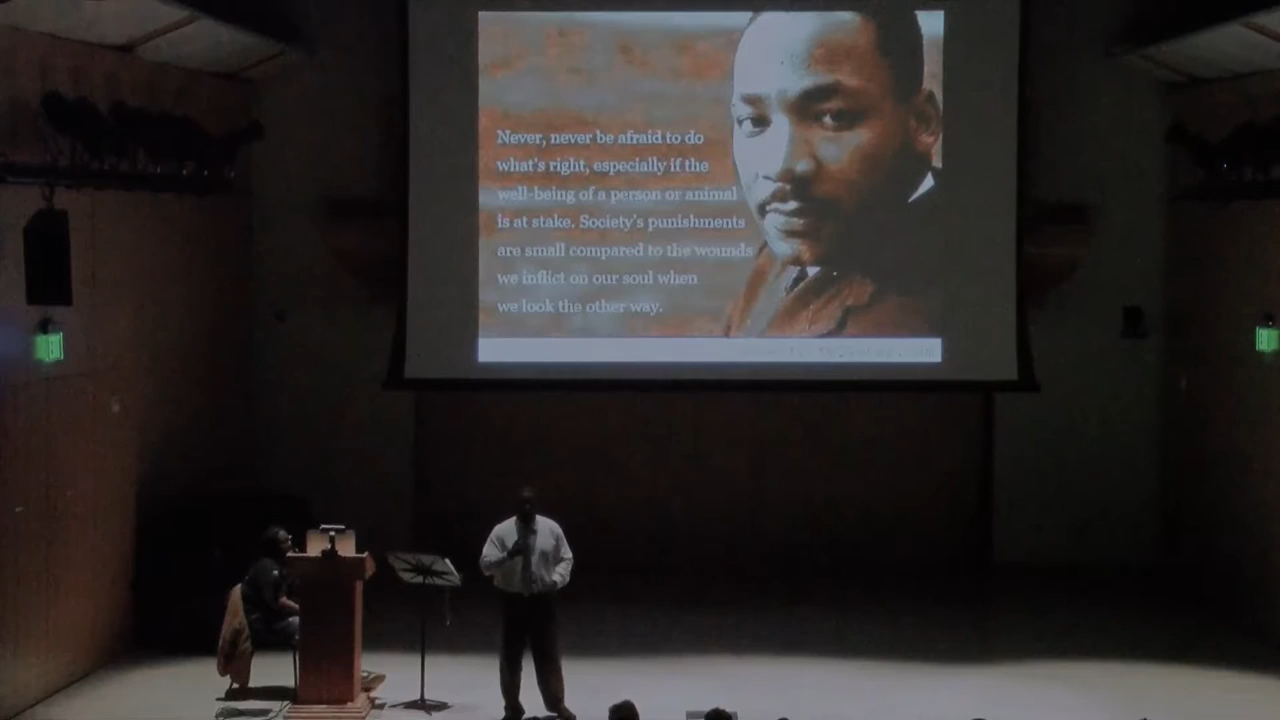 Never, never be afraid to do
what's right, especially if the
well-being of a person or animal
is at stake. Society's punishments
are small compared to the wounds
we inflict on our soul when
we look the other way.